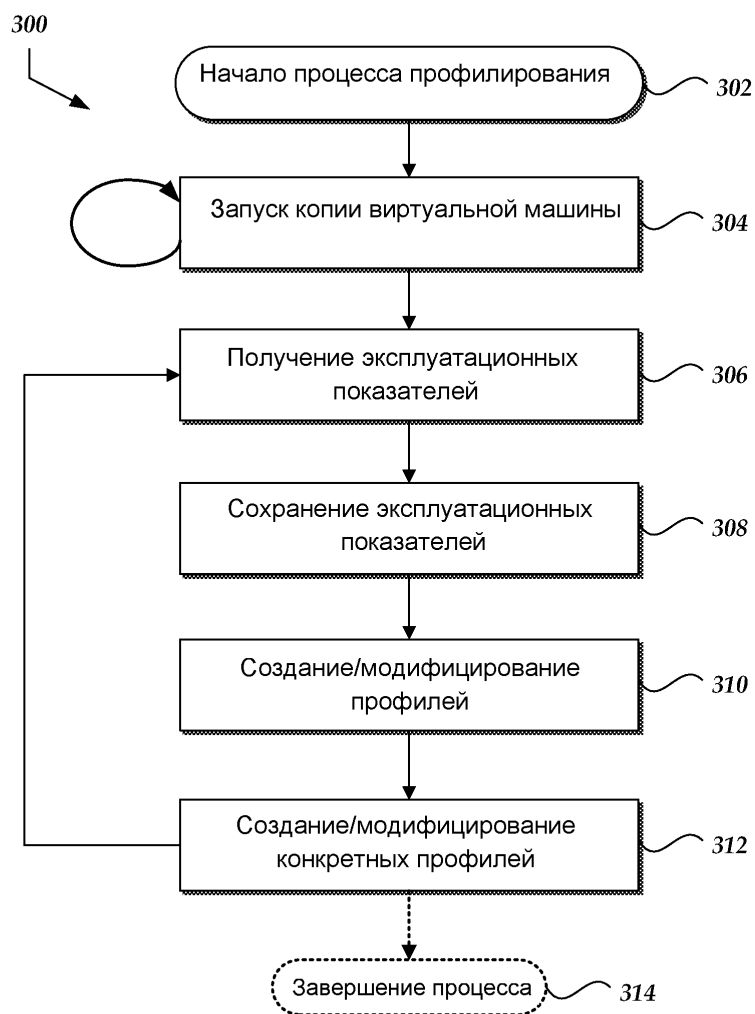 300
Начало процесса профилирования
302
Запуск копии виртуальной машины
304
Получение эксплуатационных
показателей
306
Сохранение эксплуатационных
показателей
308
Создание/модифицирование
профилей
310
Создание/модифицирование
конкретных профилей
312
Завершение процесса
314